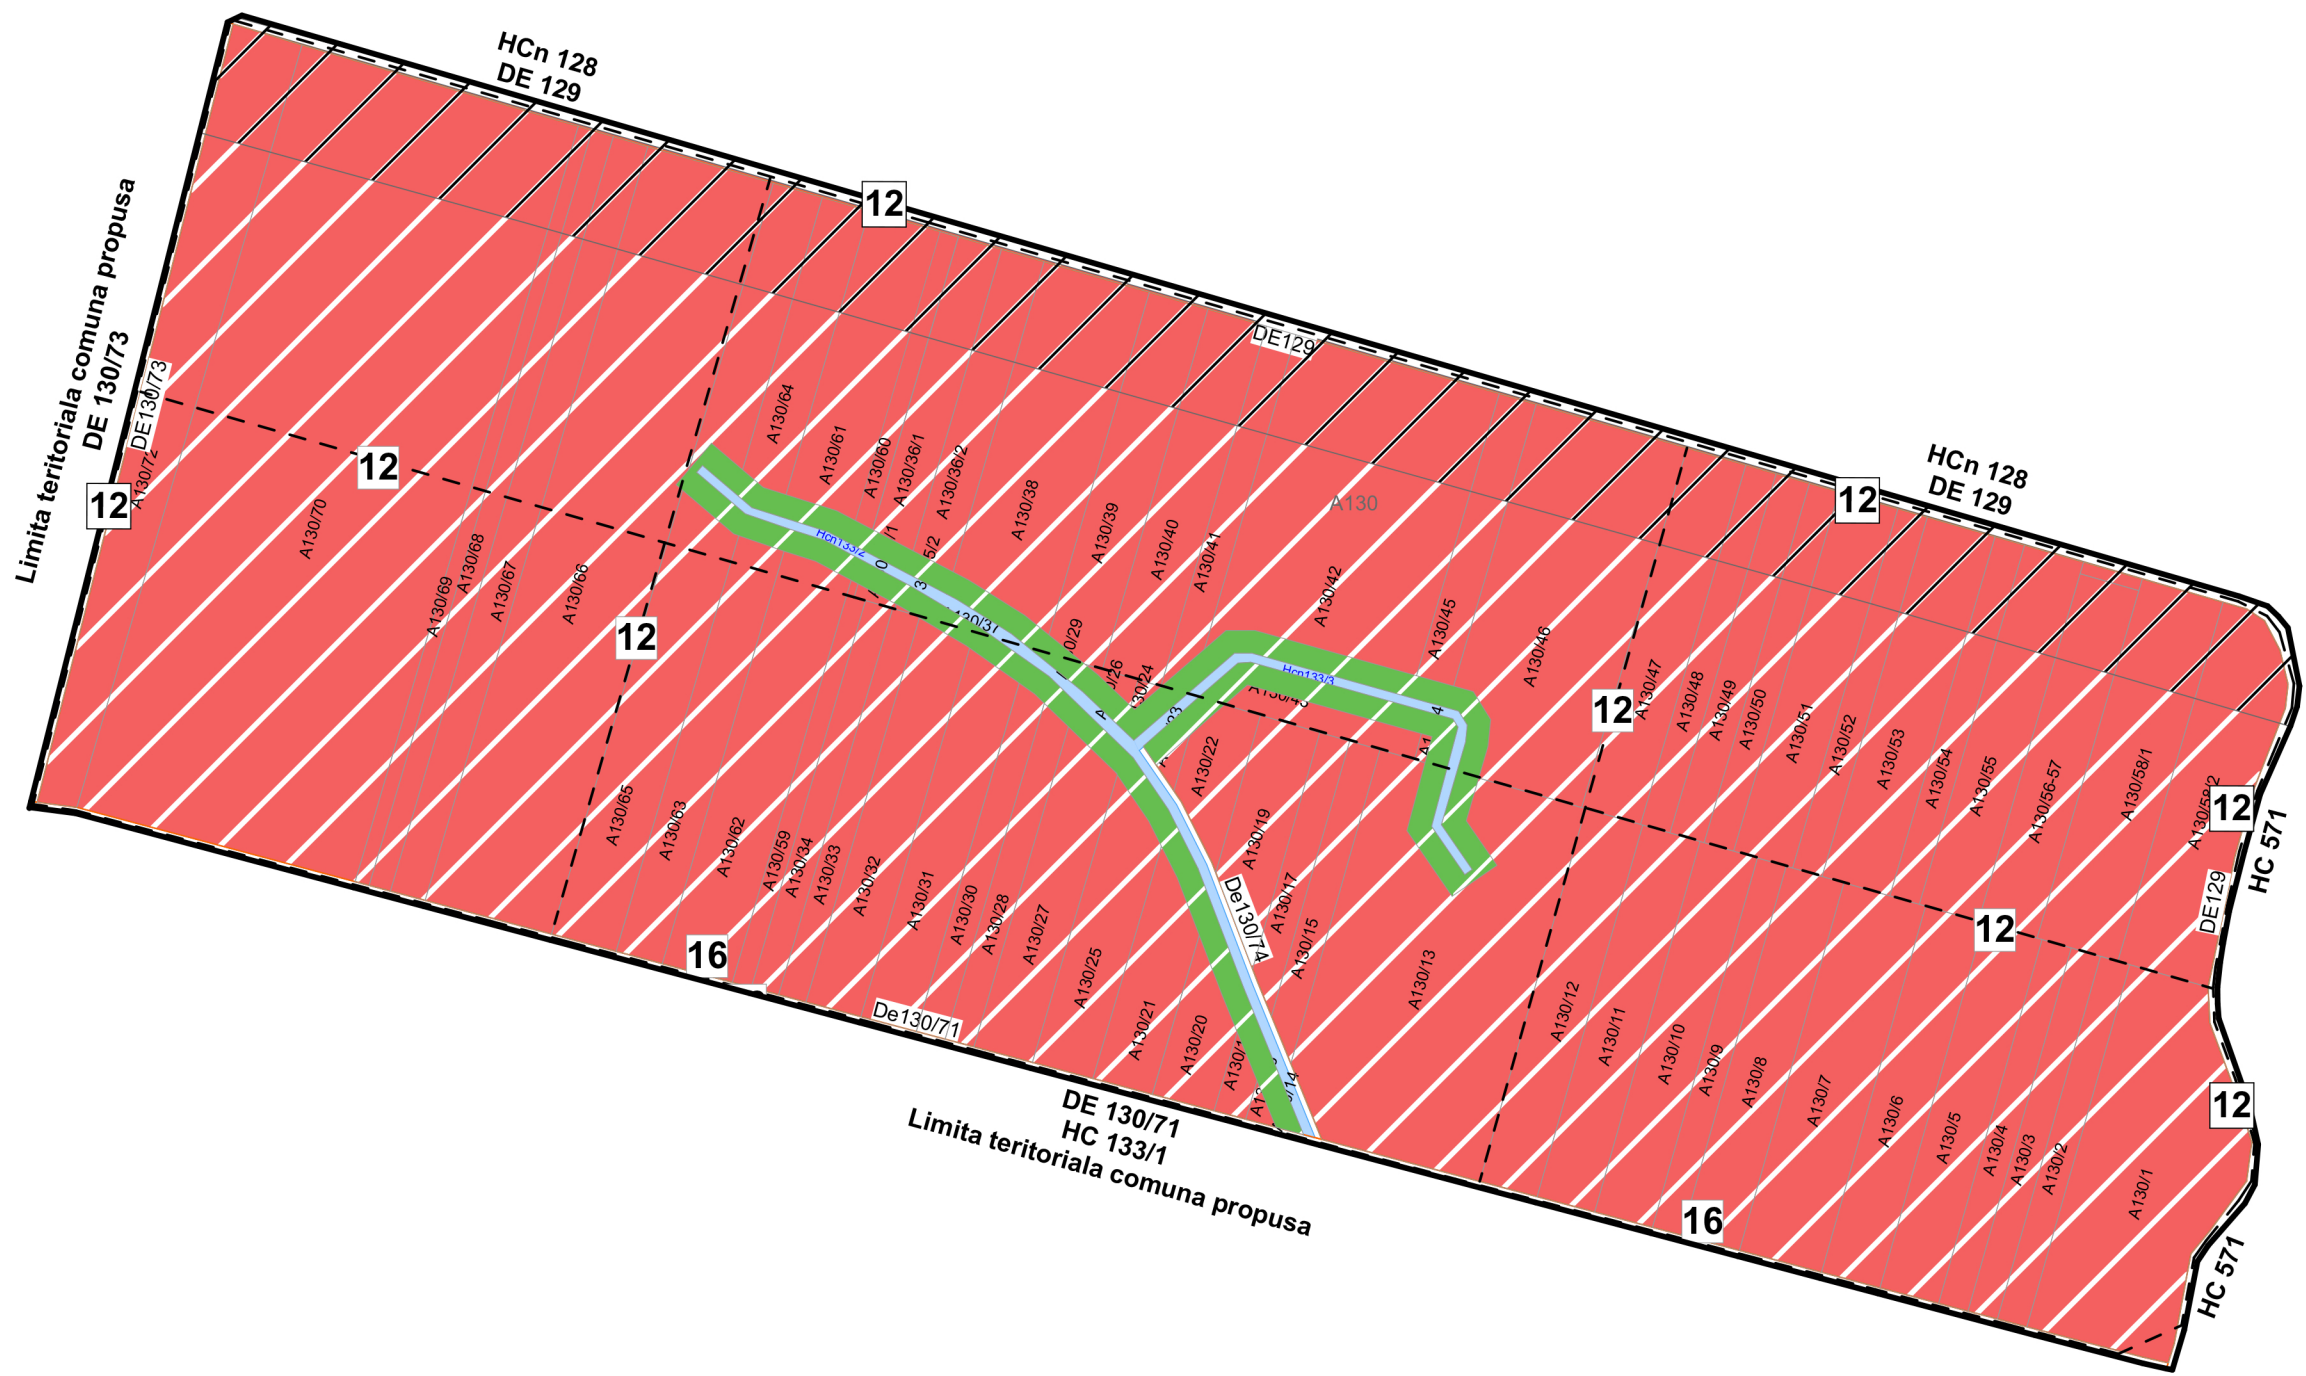 HCn 128
DE 129
12
Limita teritoriala comuna propusa
DE 130/73
DE130/73
12
12
A130/72
A130/70
A130/69
A130/68
A130/67
A130/66
12
A130/64
A130/61
A130/60
A130/36/1
A130/36/2
A130/38
A130/39
A130/40
A130/41
DE129
A130
A130/42
A130/45
A130/46
HCn 128
DE 129
12
Hcn133/2
Hcn133/3
12
A130/47
A130/48
A130/49
A130/50
A130/51
A130/52
A130/53
A130/54
A130/55
A130/56-57
A130/58/1
A130/58/2
12
HC 571
DE129
12
12
HC 571
A130/65
A130/63
A130/62
A130/59
A130/34
A130/33
A130/32
A130/31
A130/30
A130/28
A130/27
A130/25
A130/22
A130/19
A130/17
A130/15
De130/74
A130/21
A130/20
A130/13
A130/12
A130/11
A130/10
A130/9
A130/8
A130/7
A130/6
A130/5
A130/4
A130/3
A130/2
A130/1
16
De130/71
DE 130/71
HC 133/1
Limita teritoriala comuna propusa
16